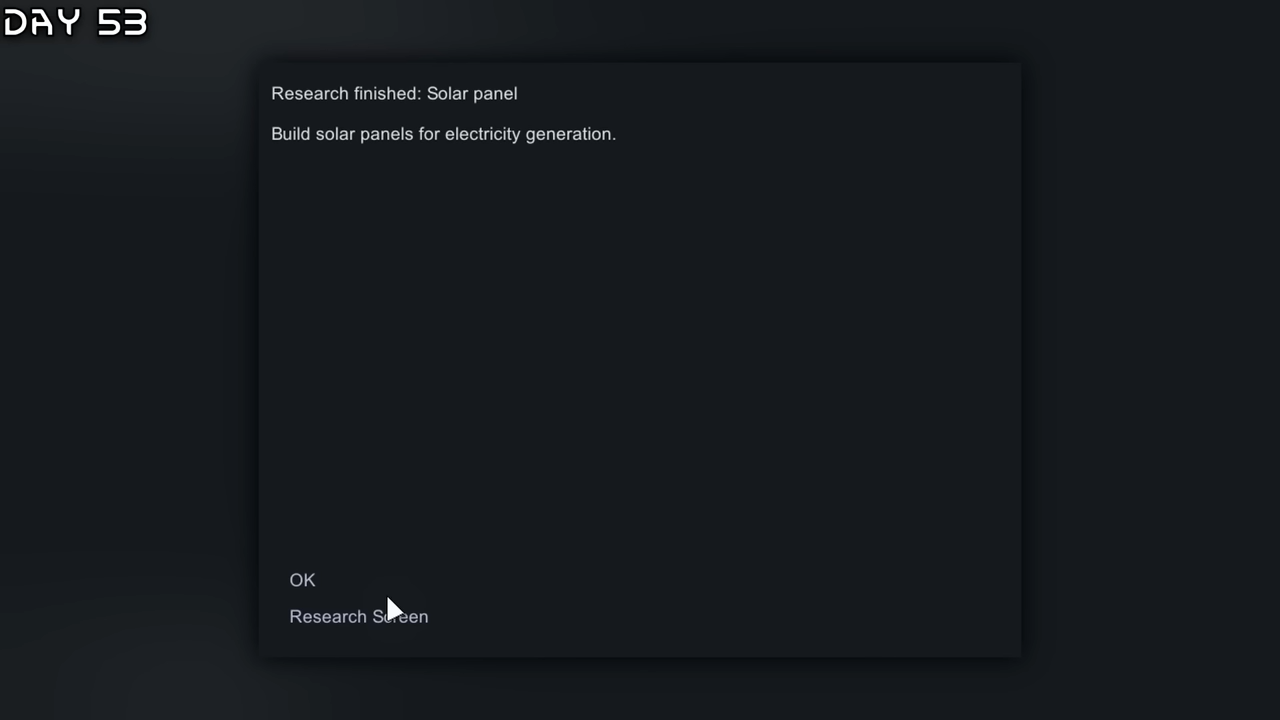 DAY 53
Research finished: Solar panel
Build solar panels for electricity generation.
OK
Research Screen